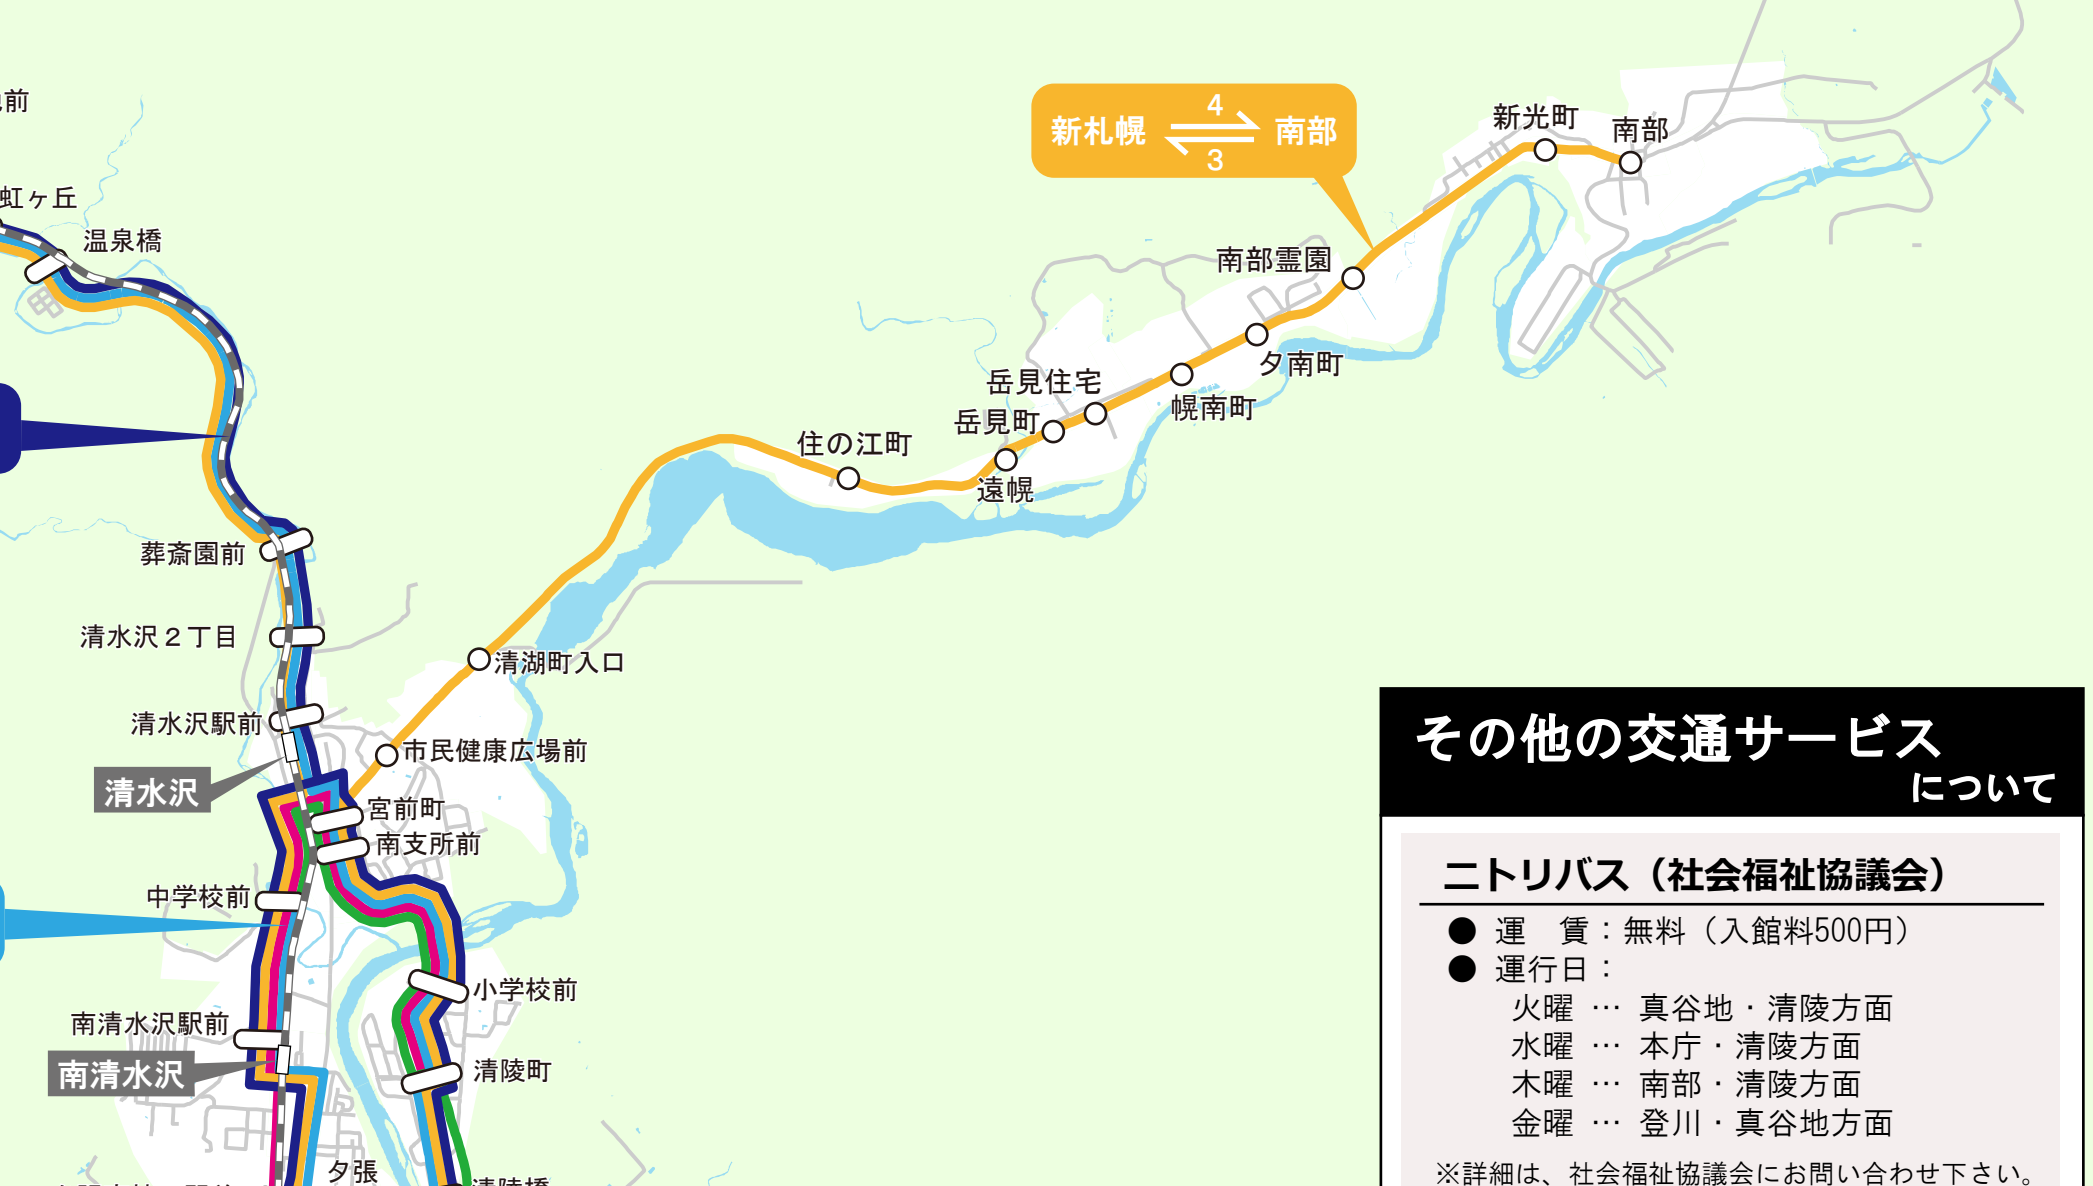 前
虹ヶ丘
温泉橋
新札幌
4
3
南部
新光町
南部
南部霊園
夕南町
幌南町
岳見住宅
岳見町
遠幌
住の江町
葬斎園前
清水沢２丁目
清湖町入口
清水沢駅前
市民健康広場前
清水沢
宮前町
南支所前
中学校前
小学校前
南清水沢駅前
南清水沢
清陵町
夕張
清陵橋
その他の交通サービス
について
ニトリバス（社会福祉協議会）
● 運　賃：無料（入館料500円）
● 運行日：
火曜 … 真谷地・清陵方面
水曜 … 本庁・清陵方面
木曜 … 南部・清陵方面
金曜 … 登川・真谷地方面
※詳細は、社会福祉協議会にお問い合わせ下さい。